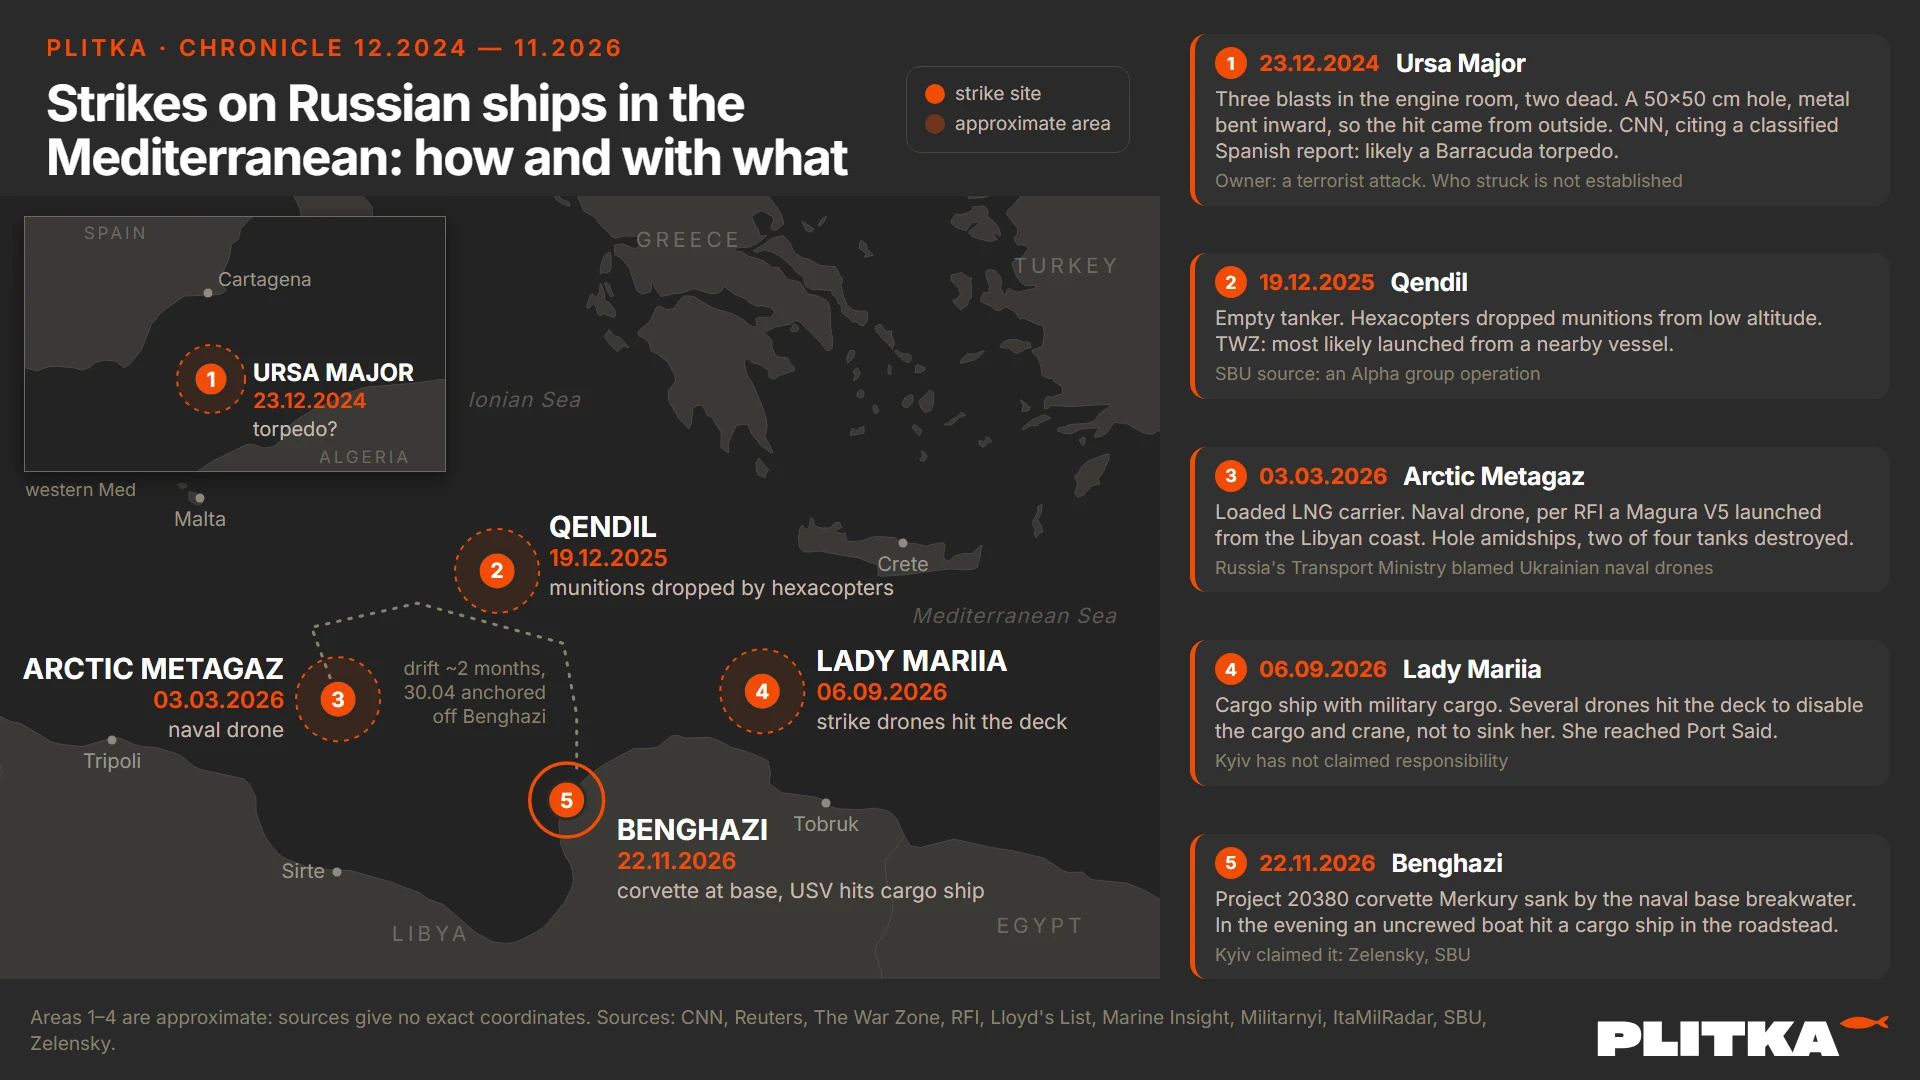 PLITKA · CHRONICLE 12.2024 — 11.2026
Strikes on Russian ships in the
Mediterranean: how and with what
strike site
approximate area
SPAIN
Cartagena
1
URSA MAJOR
23.12.2024
torpedo?
ALGERIA
western Med
Malta
GREECE
TURKEY
Ionian Sea
2
QENDIL
19.12.2025
munitions dropped by hexacopters
Crete
Mediterranean Sea
ARCTIC METAGAZ
03.03.2026
naval drone
3
drift ~2 months,
30.04 anchored
off Benghazi
4
LADY MARIIA
06.09.2026
strike drones hit the deck
Tripoli
5
BENGHAZI
22.11.2026
corvette at base, USV hits cargo ship
Tobruk
Sirte
LIBYA
EGYPT
1 23.12.2024 Ursa Major
Three blasts in the engine room, two dead. A 50×50 cm hole, metal
bent inward, so the hit came from outside. CNN, citing a classified
Spanish report: likely a Barracuda torpedo.
Owner: a terrorist attack. Who struck is not established
2 19.12.2025 Qendil
Empty tanker. Hexacopters dropped munitions from low altitude.
TWZ: most likely launched from a nearby vessel.
SBU source: an Alpha group operation
3 03.03.2026 Arctic Metagaz
Loaded LNG carrier. Naval drone, per RFI a Magura V5 launched
from the Libyan coast. Hole amidships, two of four tanks destroyed.
Russia's Transport Ministry blamed Ukrainian naval drones
4 06.09.2026 Lady Mariia
Cargo ship with military cargo. Several drones hit the deck to disable
the cargo and crane, not to sink her. She reached Port Said.
Kyiv has not claimed responsibility
5 22.11.2026 Benghazi
Project 20380 corvette Merkury sank by the naval base breakwater.
In the evening an uncrewed boat hit a cargo ship in the roadstead.
Kyiv claimed it: Zelensky, SBU
Areas 1–4 are approximate: sources give no exact coordinates. Sources: CNN, Reuters, The War Zone, RFI, Lloyd's List, Marine Insight, Militarnyi, ItaMilRadar, SBU,
Zelensky.
PLITKA